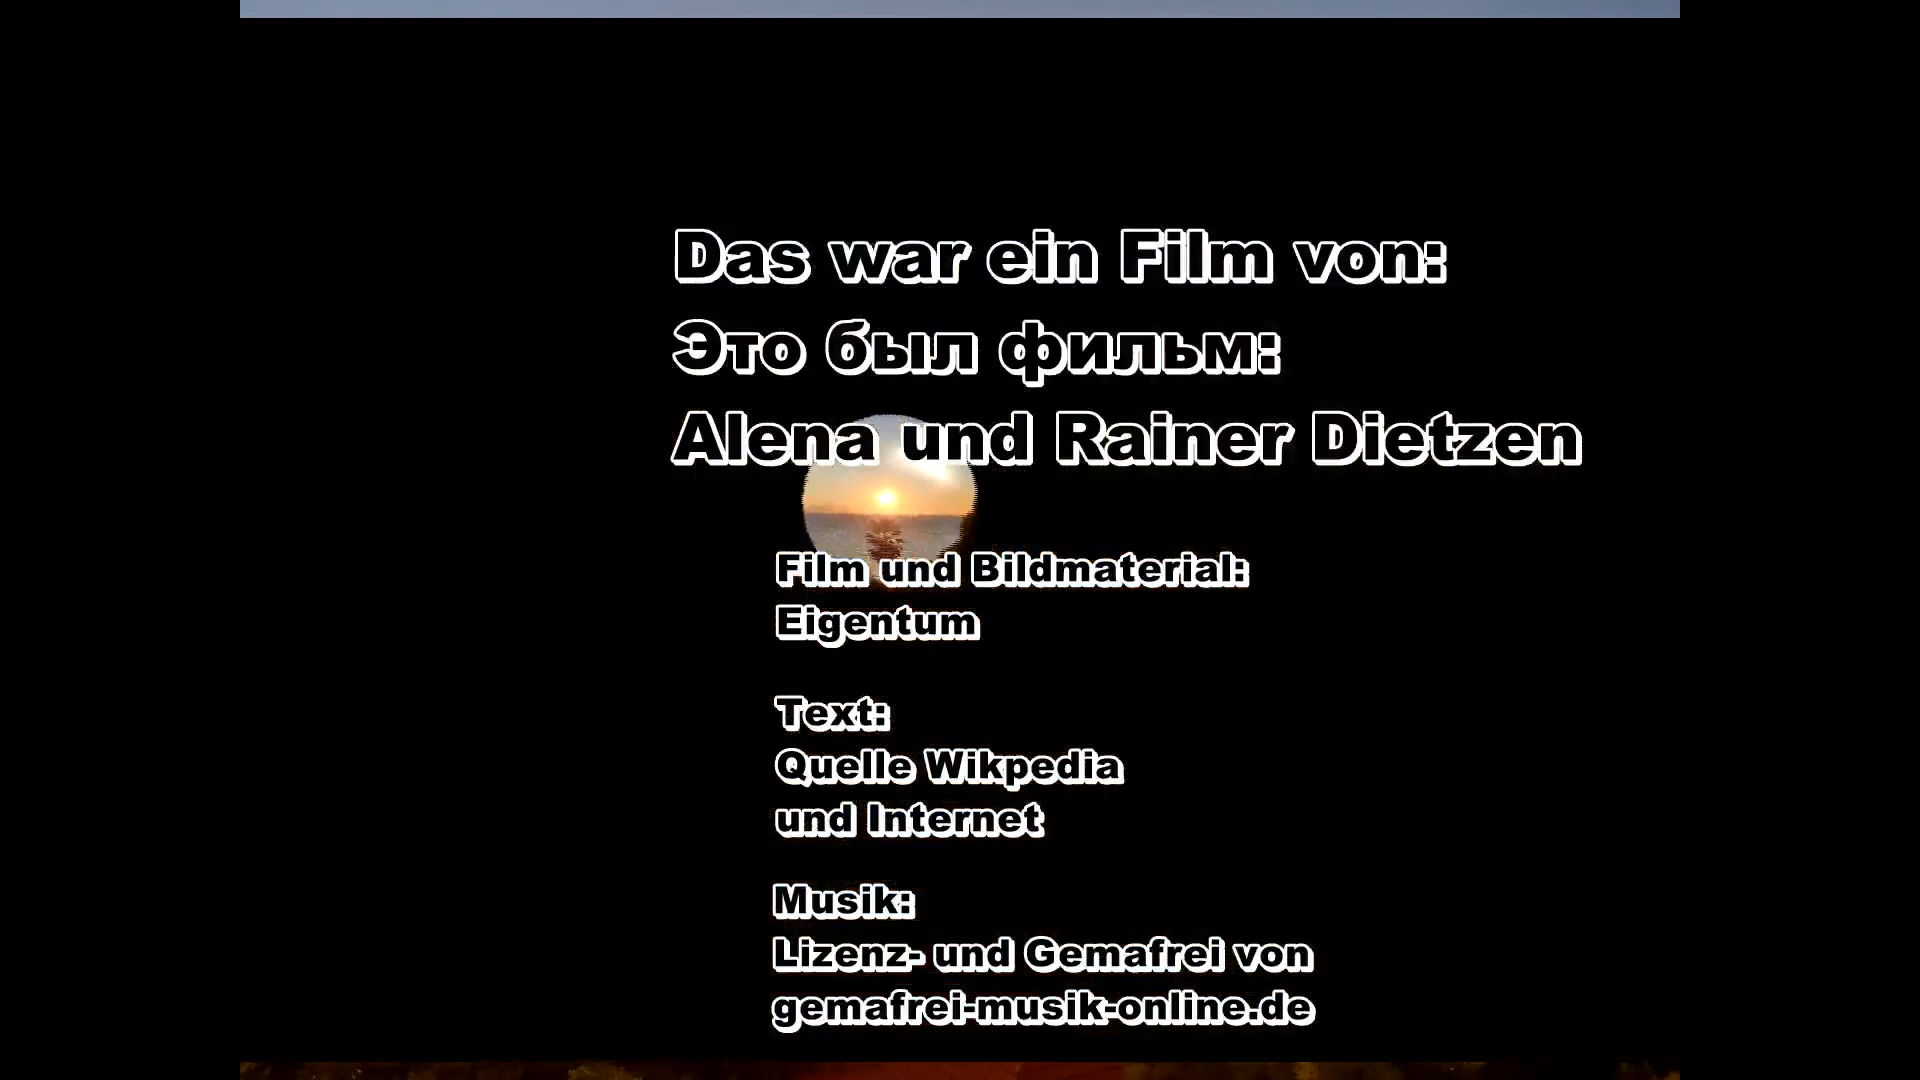 Das war ein Film von:
Это был фильм:
Alena und Rainer Dietzen
Film und Bildmaterial:
Eigentum
Text:
Quelle Wikpedia
und Internet
Musik:
Lizenz- und Gemafrei von
gemafrei-musik-online.de